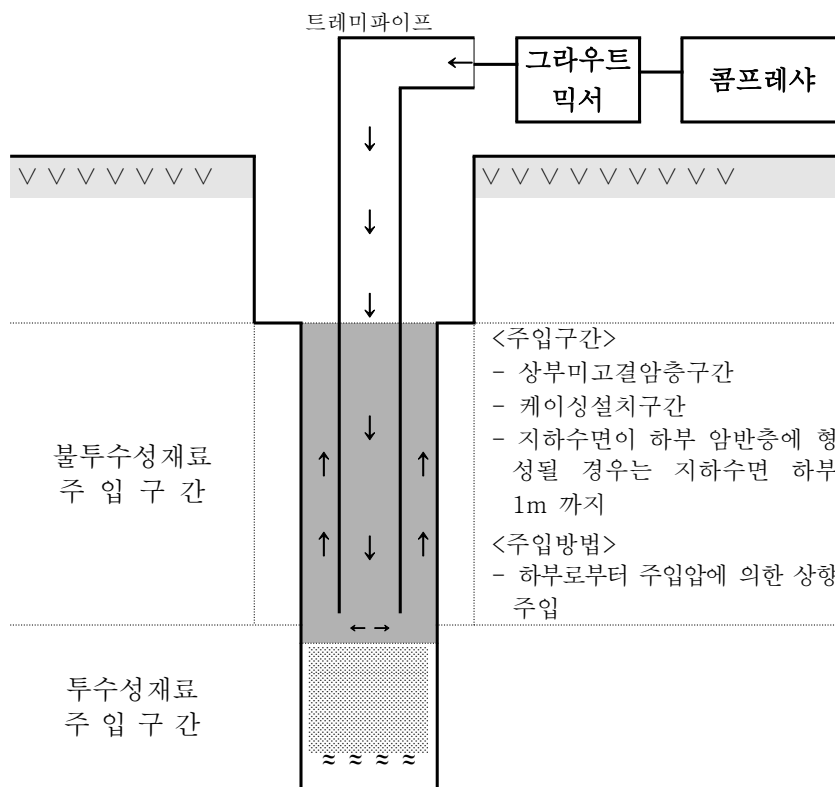 트레미파이프
그라우트
믹서
콤프레샤
<주입구간>
- 상부미고결암층구간
- 케이싱설치구간
- 지하수면이 하부 암반층에 형
성될 경우는 지하수면 하부
1m 까지
<주입방법>
- 하부로부터 주입압에 의한 상향
주입
불투수성재료
주 입 구 간
투수성재료
주 입 구 간